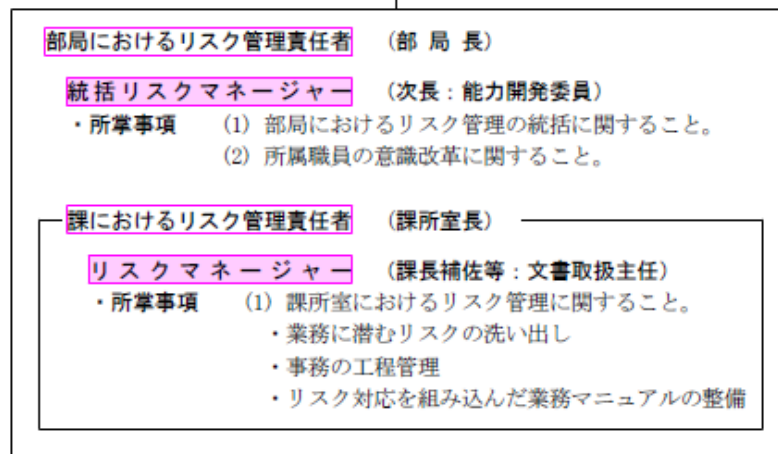 部局におけるリスク管理責任者 （部 局 長）
統括リスクマネージャー （次長：能力開発委員）
・所掌事項 (1) 部局におけるリスク管理の統括に関すること。
(2) 所属職員の意識改革に関すること。
課におけるリスク管理責任者 （課所室長）
リスクマネージャー （課長補佐等：文書取扱主任）
・所掌事項 (1) 課所室におけるリスク管理に関すること。
・業務に潜むリスクの洗い出し
・事務の工程管理
・リスク対応を組み込んだ業務マニュアルの整備